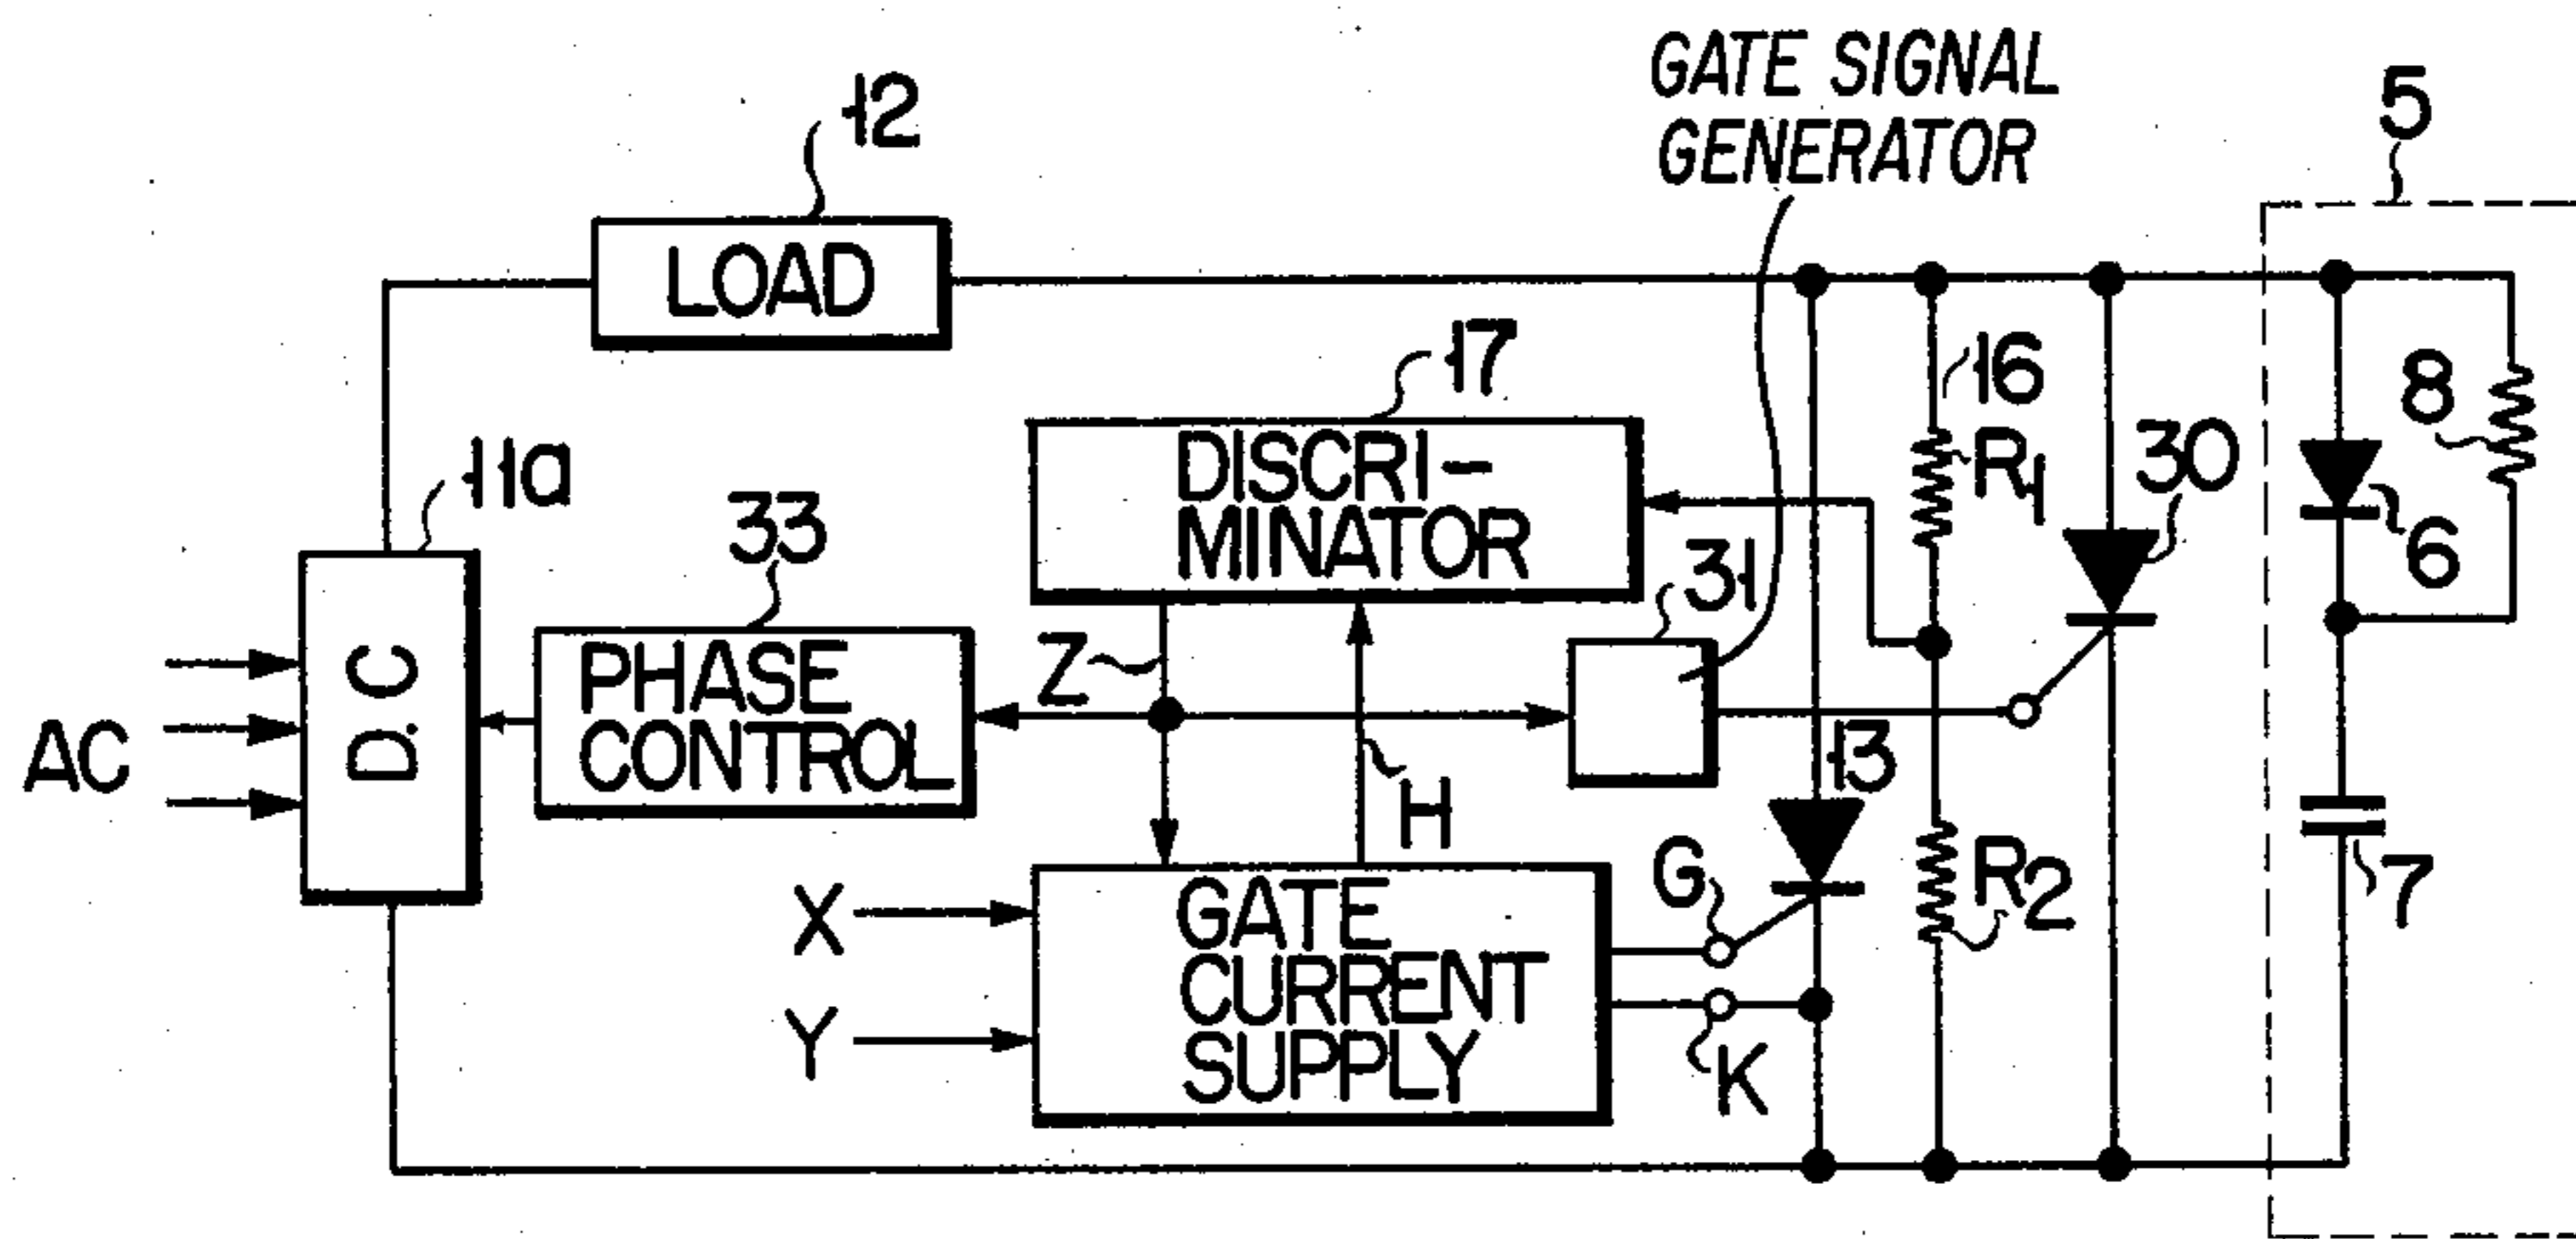 GATE SIGNAL
GENERATOR
5
12
LOAD
17
16
8
11a
33
DISCRI-
MINATOR
R1
30
6
31
D.C
PHASE
CONTROL
Z
AC
13
H
X
GATE
CURRENT
SUPPLY
G
R2
7
Y
K